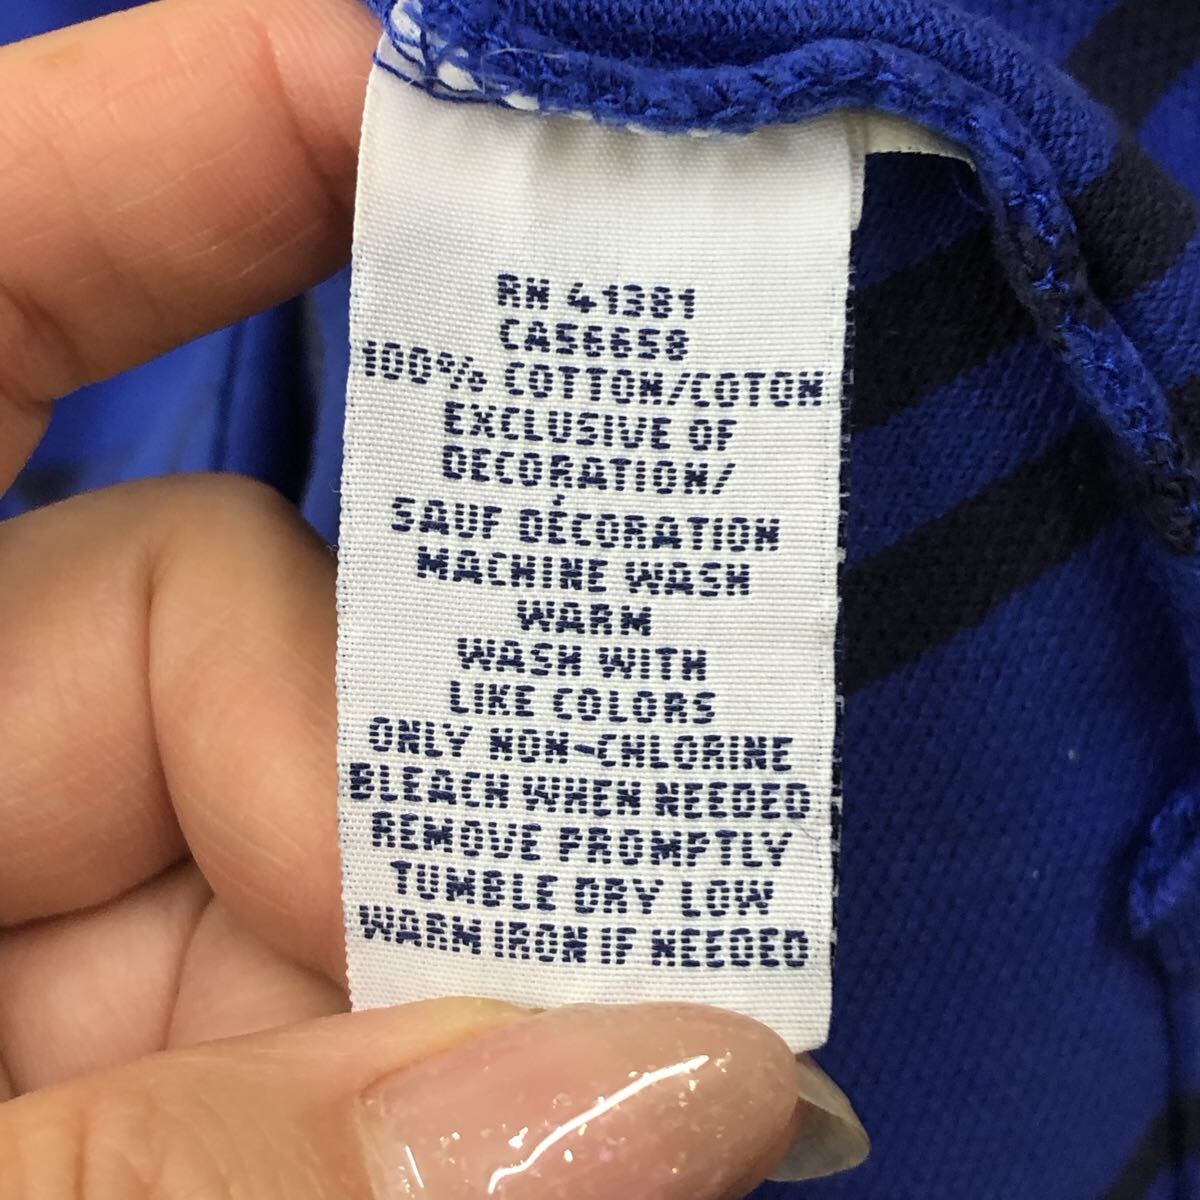 RN 41381
CA56658
100% COTTON/COTON
EXCLUSIVE OF
DECORATION/
SAUF DÉCORATION
MACHINE WASH
WARM
WASH WITH
LIKE COLORS
ONLY NON-CHLORINE
BLEACH WHEN NEEDED
REMOVE PROMPTLY
TUMBLE DRY LOW
WARM IRON IF NEEDED